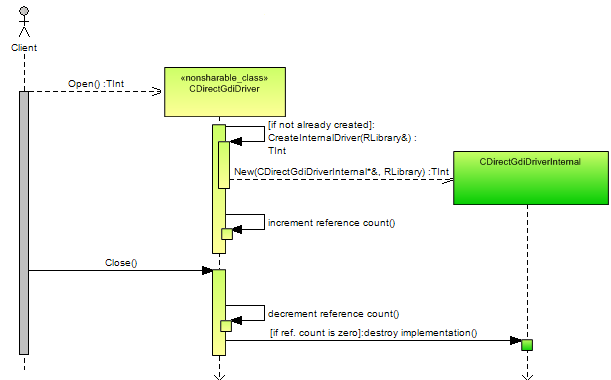 Client
Open() :TInt
«nonsharable_class»
CDirectGdiDriver
[if not already created]:
CreateInternalDriver(RLibrary&) :
TInt
CDirectGdiDriverInternal
New(CDirectGdiDriverInternal*&, RLibrary) :TInt
increment reference count()
Close()
decrement reference count()
[if ref. count is zero]:destroy implementation()